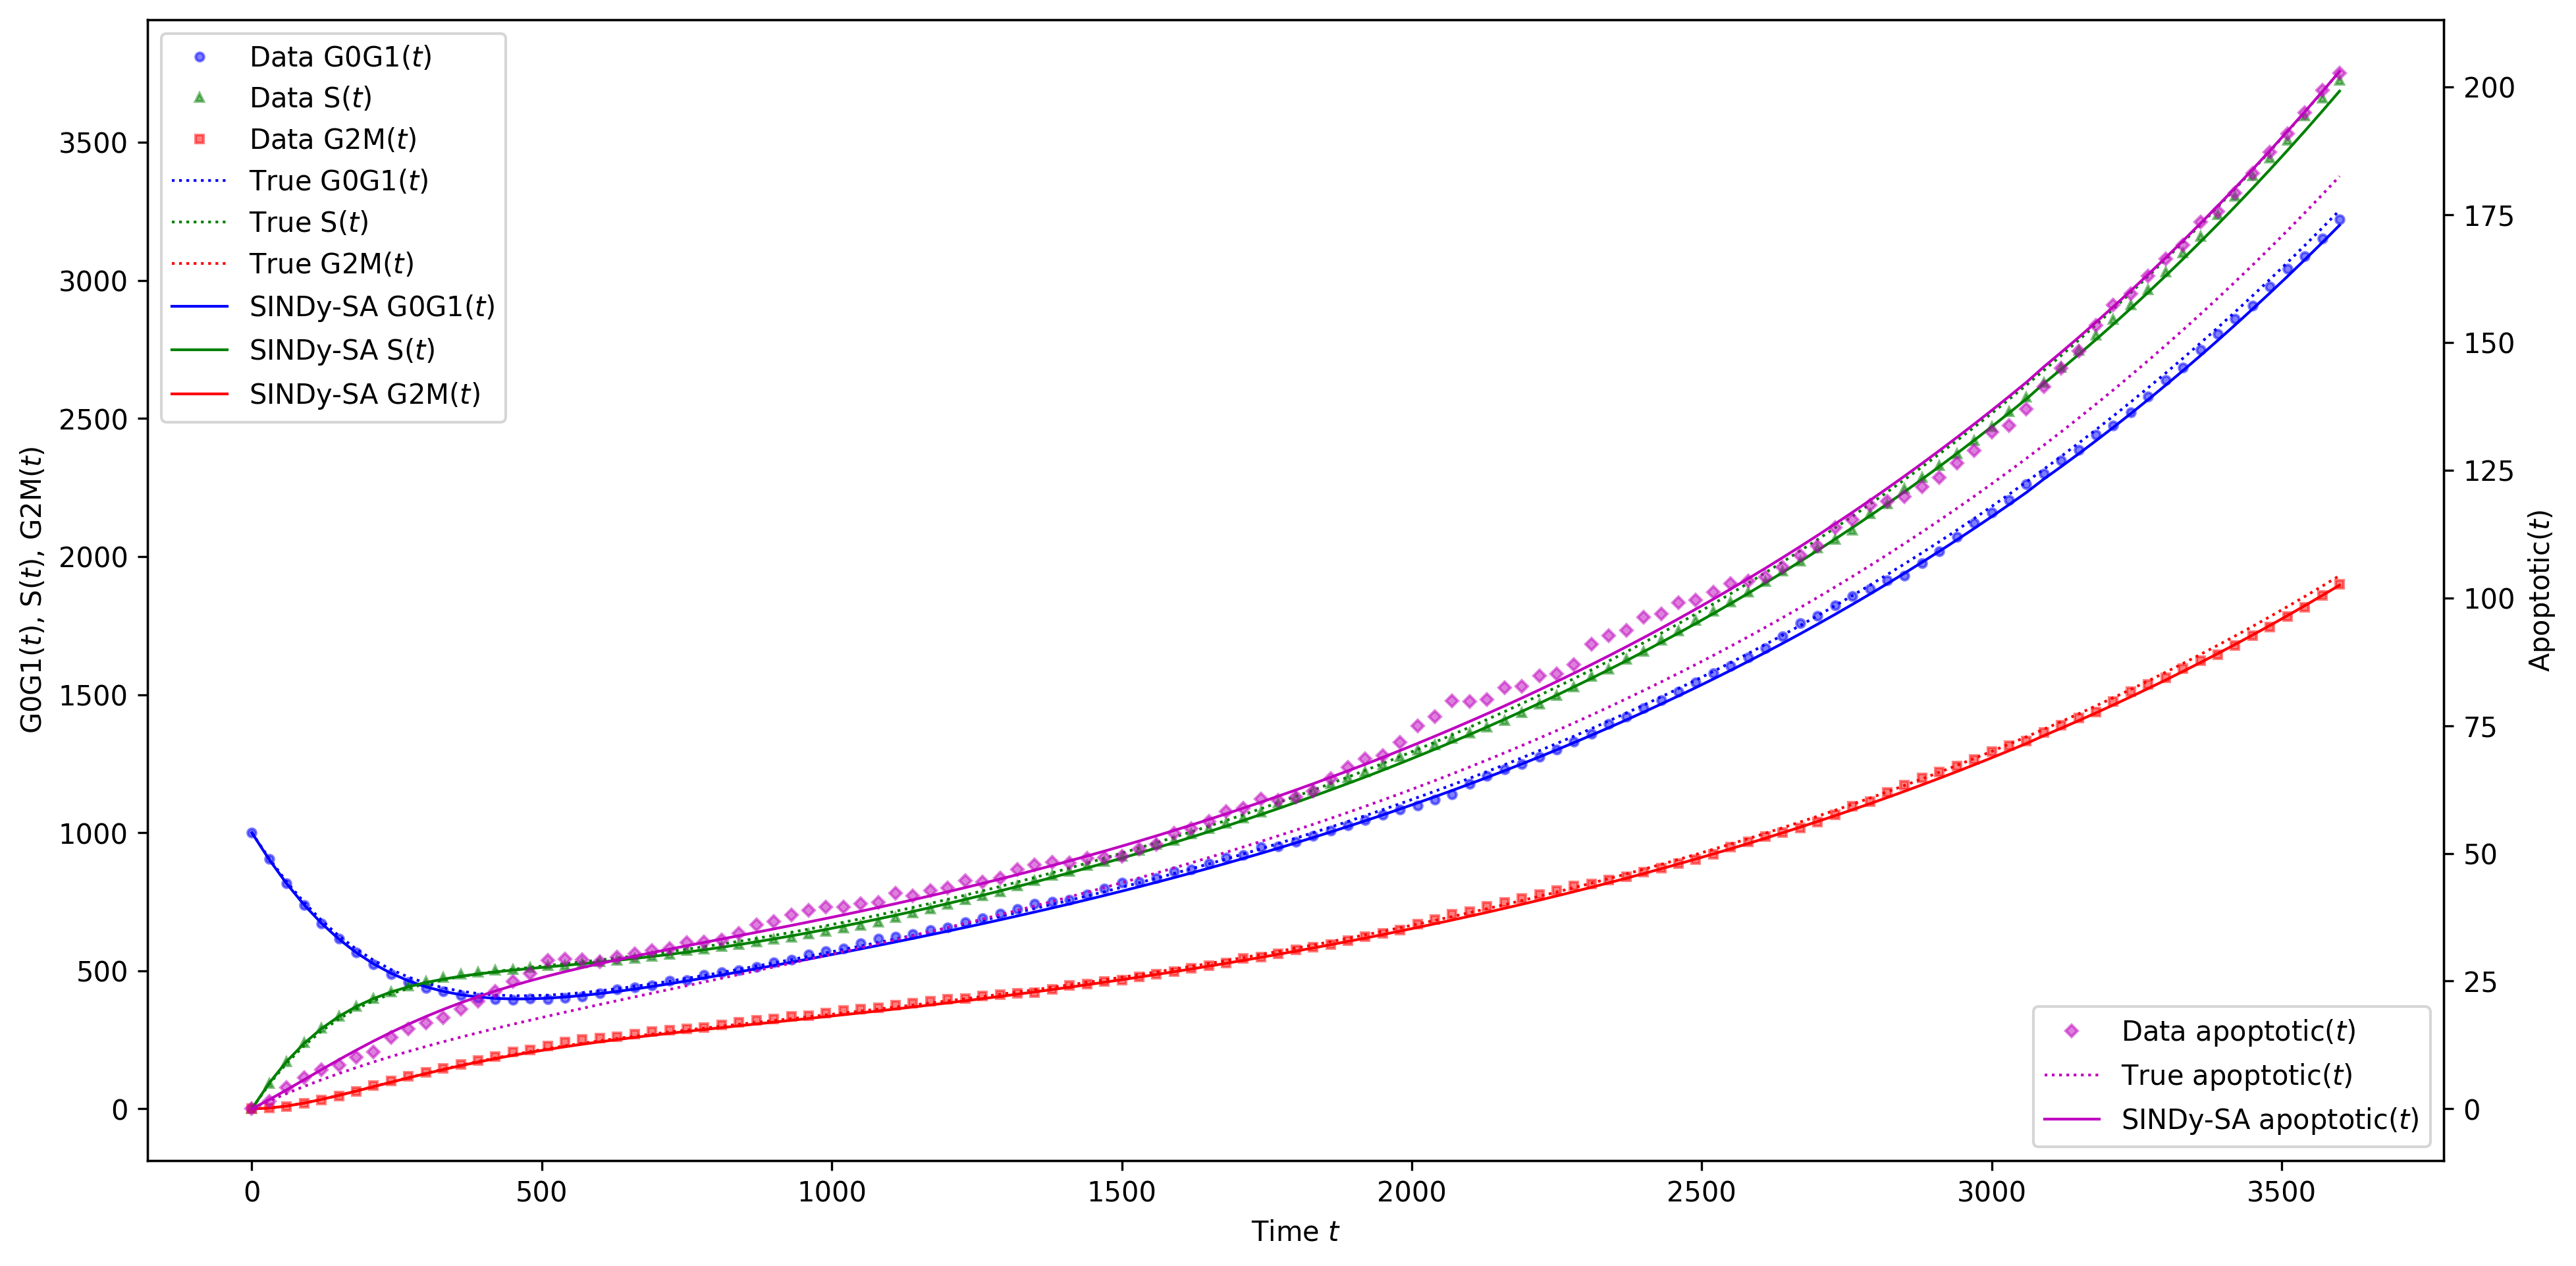 Data G0G1(t)
Data S(t)
Data G2M(t)
True G0G1(t)
True S(t)
True G2M(t)
SINDy-SA G0G1(t)
SINDy-SA S(t)
SINDy-SA G2M(t)
3500
3000
2500
2000
1500
1000
500
0
G0G1(t), S(t), G2M(t)
200
175
150
125
100
75
50
25
0
Apoptotic(t)
Data apoptotic(t)
True apoptotic(t)
SINDy-SA apoptotic(t)
0 500 1000 1500 2000 2500 3000 3500
Time t